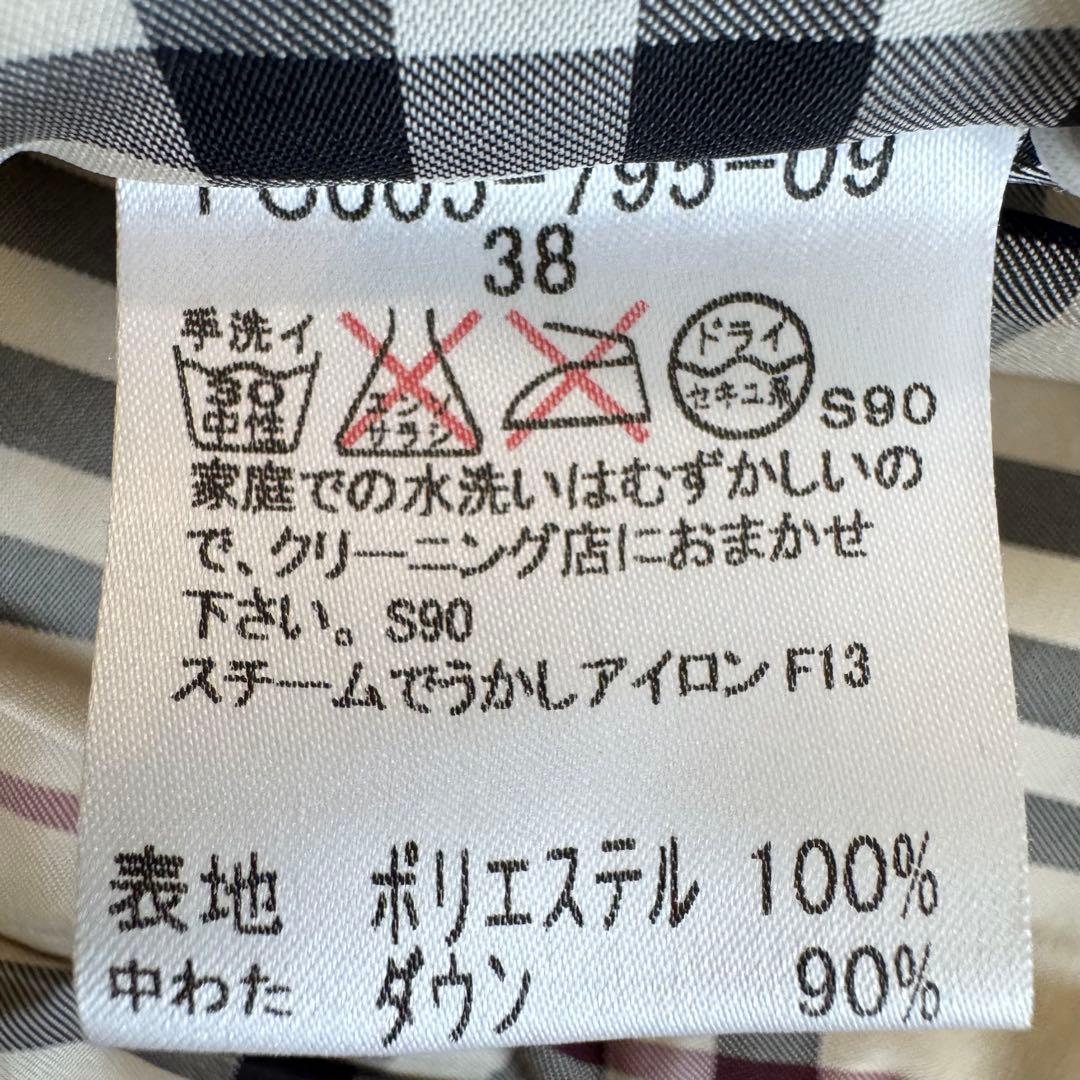 -795-09
38
手洗イ
30
中性
エンソ
サラシ
ドライ
セキユ系
S90
家庭での水洗いはむずかしいの
で、クリーニング店におまかせ
下さい。S90
スチームでうかしアイロン F13
表地 ポリエステル 100%
中わた ダウン 90%